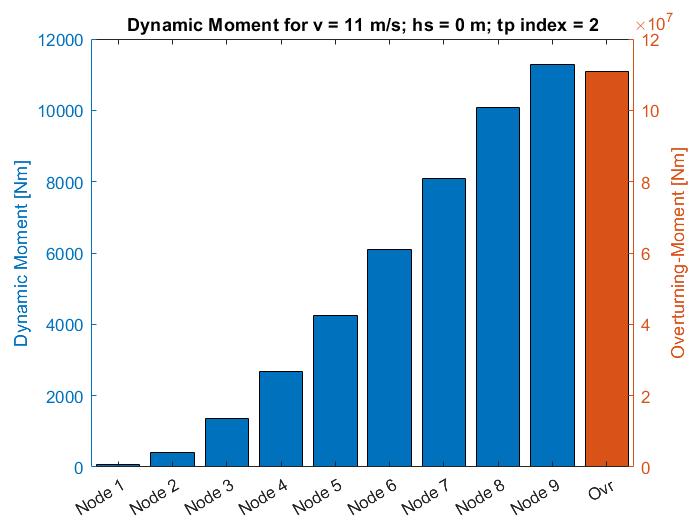 Dynamic Moment for v = 11 m/s; hs = 0 m; tp index = 2
×10⁷
12000
10000
8000
6000
4000
2000
0
Dynamic Moment [Nm]
12
10
8
6
4
2
0
Overturning-Moment [Nm]
Node 1
Node 2
Node 3
Node 4
Node 5
Node 6
Node 7
Node 8
Node 9
Ovr